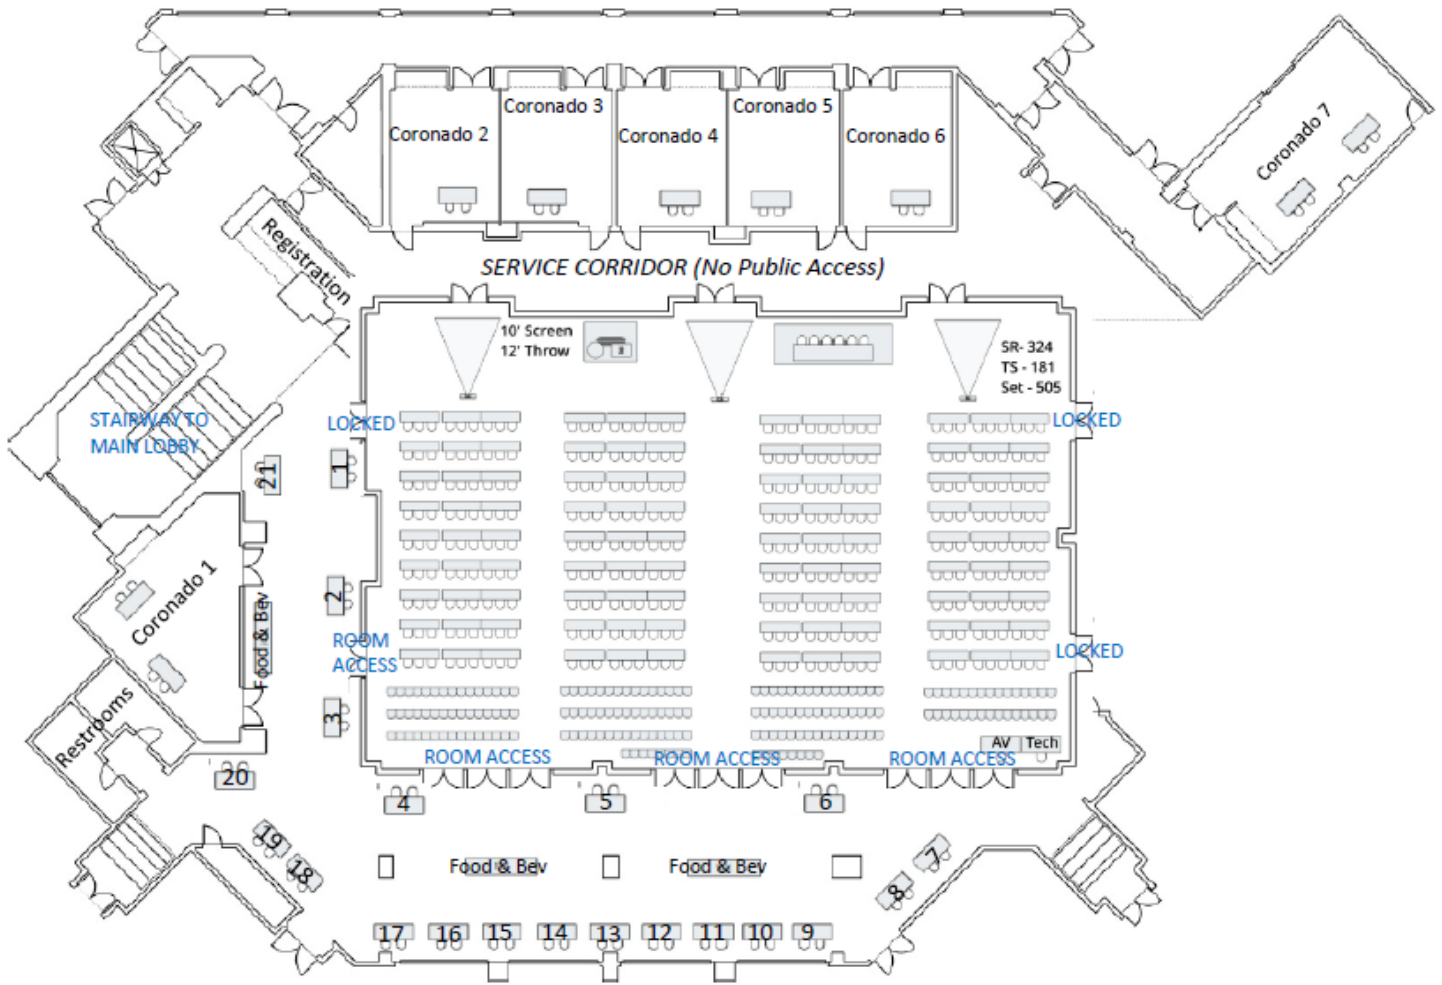 Coronado 2
Coronado 3
Coronado 4
Coronado 5
Coronado 6
Coronado 7
Registration
SERVICE CORRIDOR (No Public Access)
10' Screen
12' Throw
SR- 324
TS - 181
Set - 505
STAIRWAY TO
MAIN LOBBY
LOCKED
LOCKED
21
1
Coronado 1
2
Food & Bev
ROOM
ACCESS
LOCKED
Restrooms
3
AV Tech
ROOM ACCESS
ROOM ACCESS
ROOM ACCESS
20
4
5
6
19
18
Food & Bev
Food & Bev
7
8
17
16
15
14
13
12
11
10
9